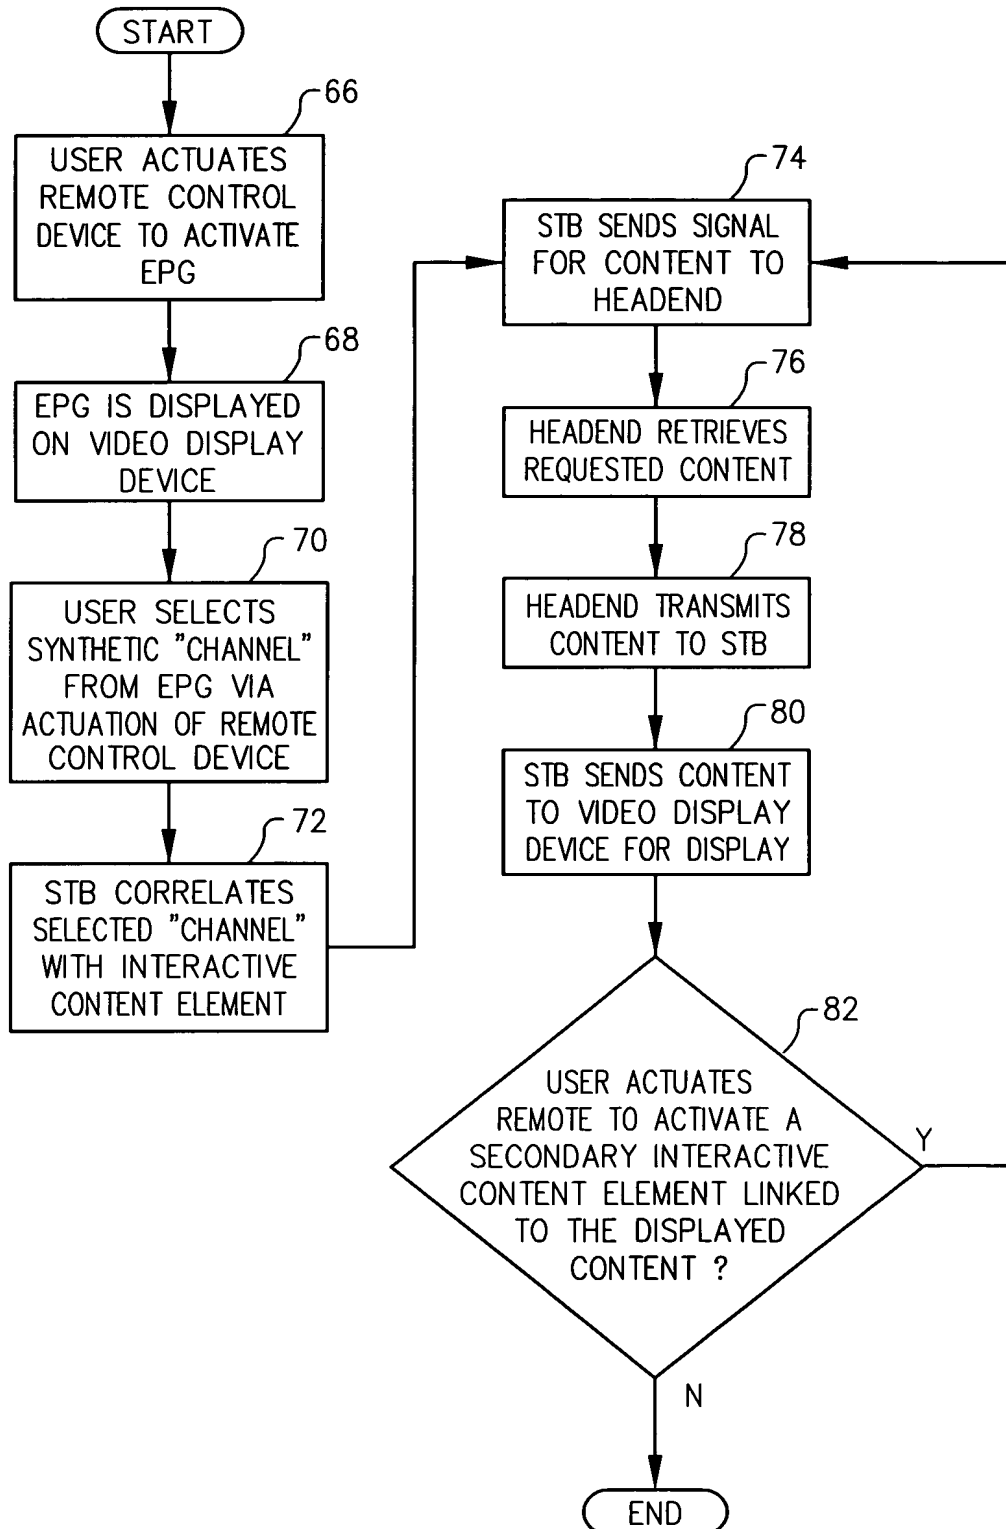 START
66
USER ACTUATES
REMOTE CONTROL
DEVICE TO ACTIVATE
EPG
68
EPG IS DISPLAYED
ON VIDEO DISPLAY
DEVICE
70
USER SELECTS
SYNTHETIC "CHANNEL"
FROM EPG VIA
ACTUATION OF REMOTE
CONTROL DEVICE
72
STB CORRELATES
SELECTED "CHANNEL"
WITH INTERACTIVE
CONTENT ELEMENT
74
STB SENDS SIGNAL
FOR CONTENT TO
HEADEND
76
HEADEND RETRIEVES
REQUESTED CONTENT
78
HEADEND TRANSMITS
CONTENT TO STB
80
STB SENDS CONTENT
TO VIDEO DISPLAY
DEVICE FOR DISPLAY
82
USER ACTUATES
REMOTE TO ACTIVATE A
SECONDARY INTERACTIVE
CONTENT ELEMENT LINKED
TO THE DISPLAYED
CONTENT ?
Y
N
END